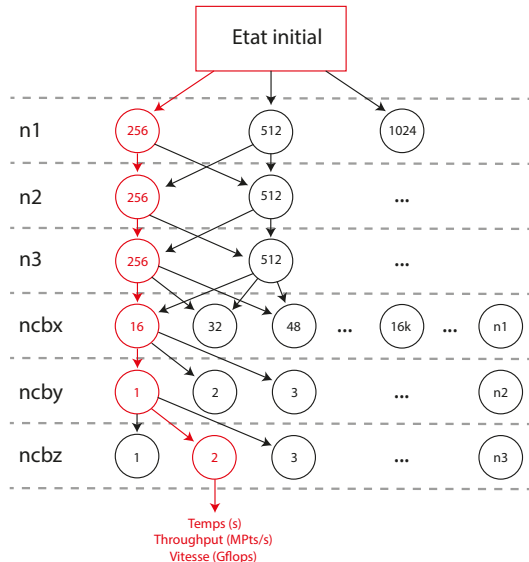 Etat initial
n1 256 512 1024
n2 256 512 ...
n3 256 512 ...
ncbx 16 32 48 ... 16k ... n1
ncby 1 2 3 ... n2
ncbz 1 2 3 ... n3
Temps (s)
Throughput (MPts/s)
Vitesse (Gflops)